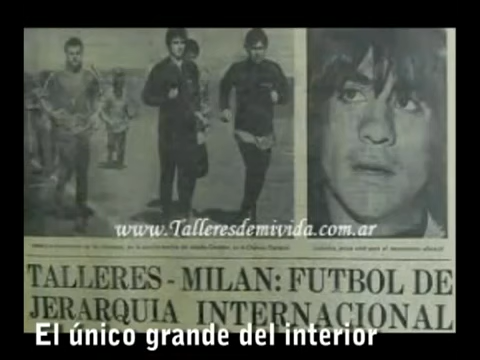 www.Talleresdemivida.com.ar
TALLERES - MILAN: FUTBOL DE
JERARQUIA INTERNACIONAL
El único grande del interior